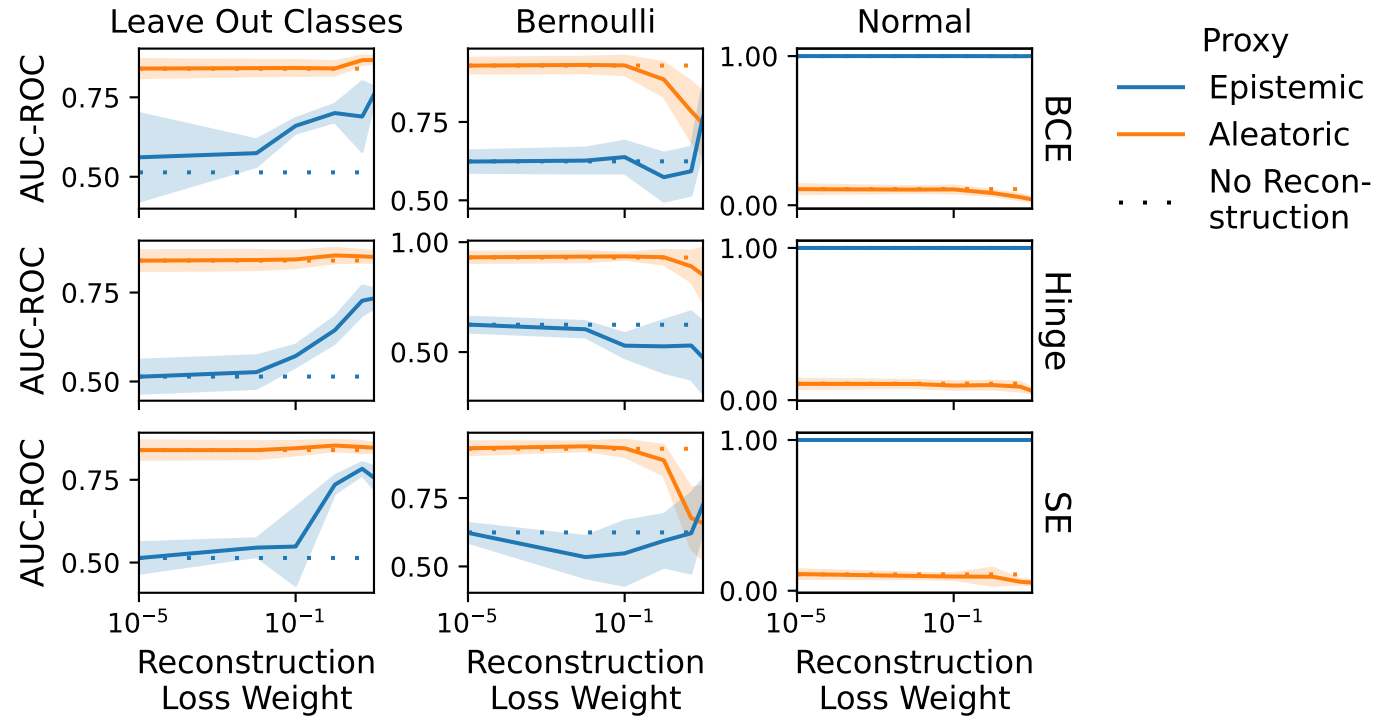 Leave Out Classes
Bernoulli
Normal
Proxy
Epistemic
Aleatoric
No Recon-
struction
AUC-ROC
0.75
0.50
0.75
0.50
1.00
0.00
BCE
AUC-ROC
0.75
0.50
1.00
0.50
1.00
0.00
Hinge
AUC-ROC
0.75
0.50
0.75
0.50
1.00
0.00
SE
10⁻⁵
10⁻¹
10⁻⁵
10⁻¹
10⁻⁵
10⁻¹
Reconstruction
Loss Weight
Reconstruction
Loss Weight
Reconstruction
Loss Weight